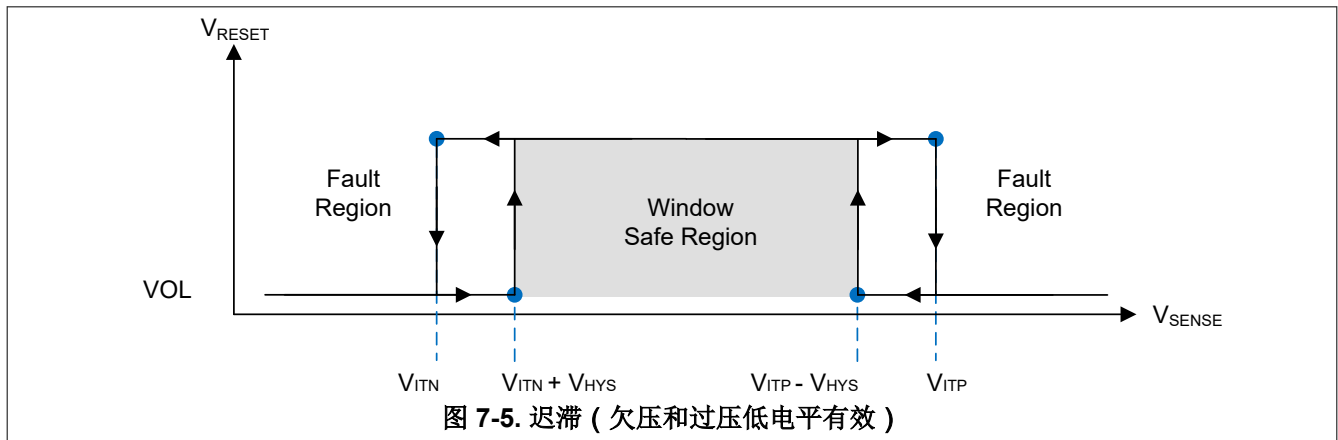 VRESET
Fault
Region
Window
Safe Region
Fault
Region
VOL
VSENSE
VITN
VITN + VHYS
VITP - VHYS
VITP
图 7-5. 迟滞（欠压和过压低电平有效）